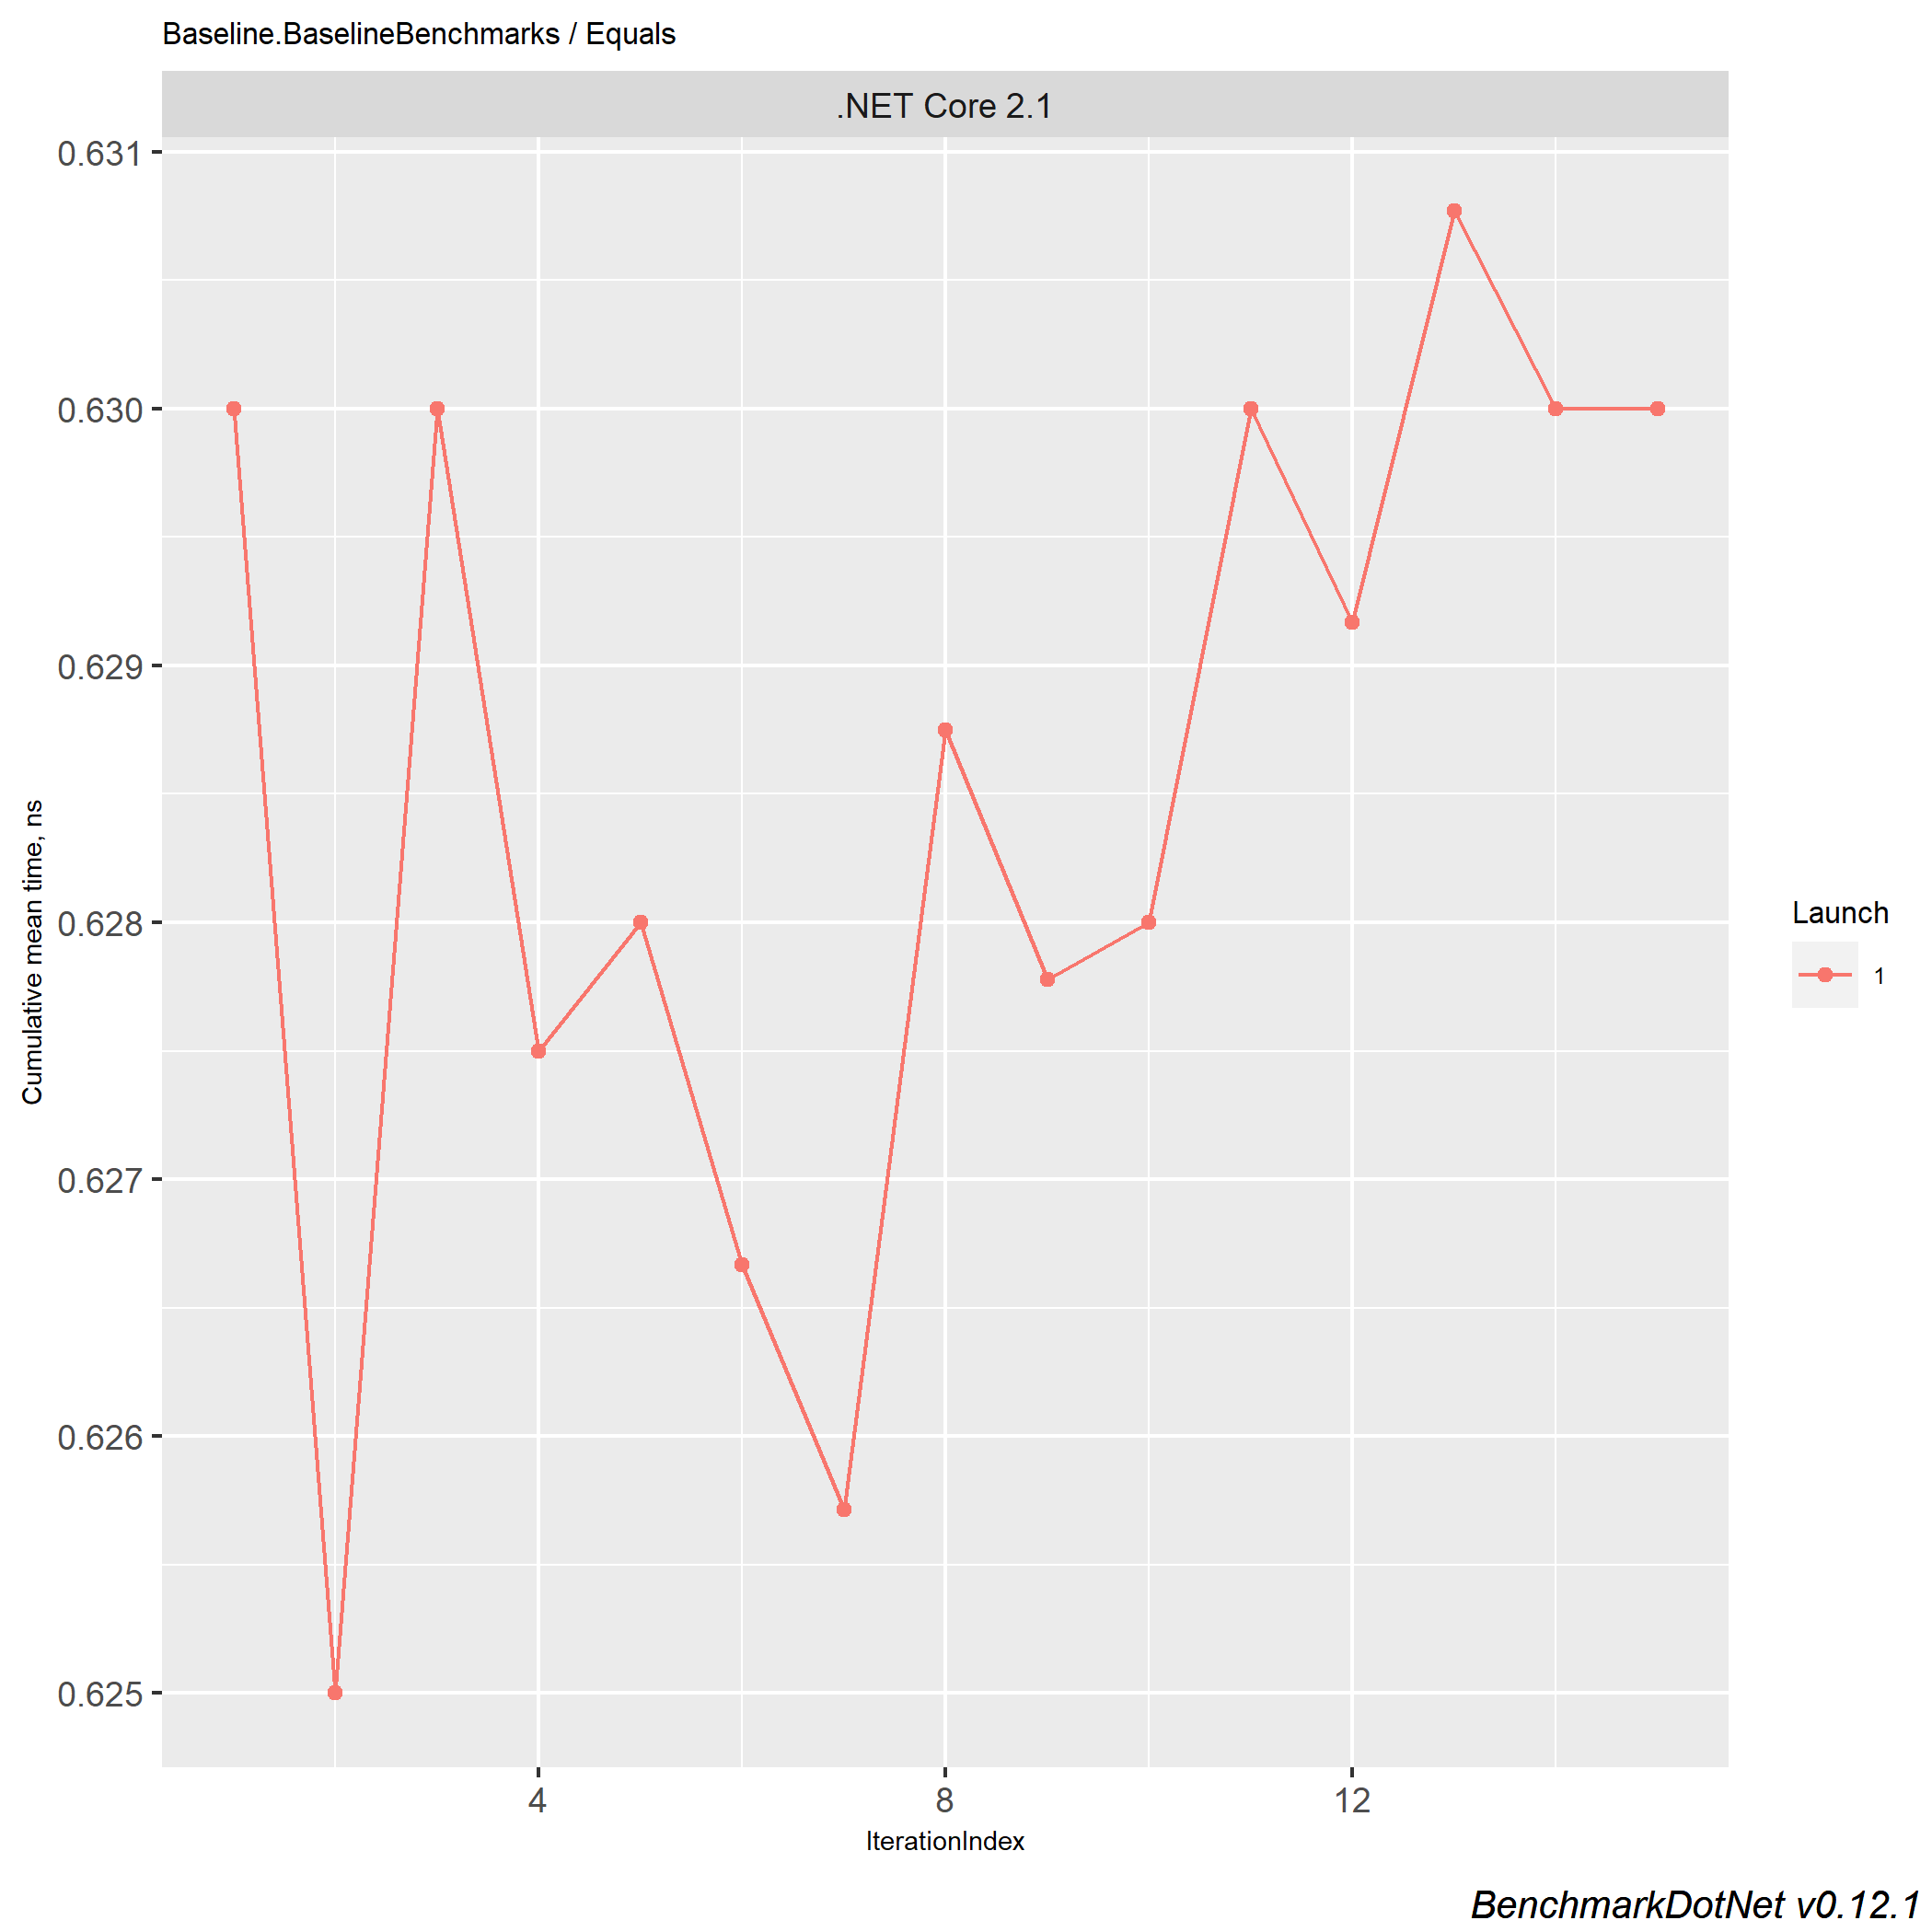 Baseline.BaselineBenchmarks / Equals
.NET Core 2.1
0.631
0.630
0.629
0.628
0.627
0.626
0.625
Cumulative mean time, ns
4
8
12
IterationIndex
Launch
1
BenchmarkDotNet v0.12.1